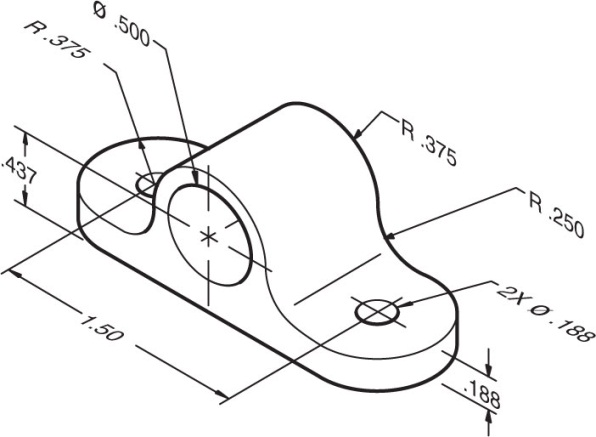 Ø .500
R .375
R .375
.437
R .250
2X Ø .188
1.50
.188